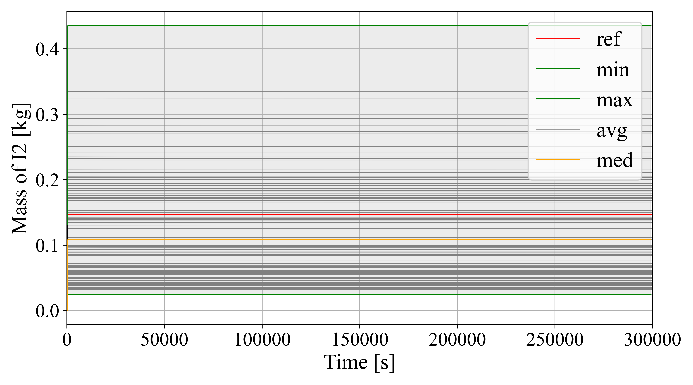 0.4
0.3
0.2
0.1
0.0
Mass of I2 [kg]
ref
min
max
avg
med
0 50000 100000 150000 200000 250000 300000
Time [s]